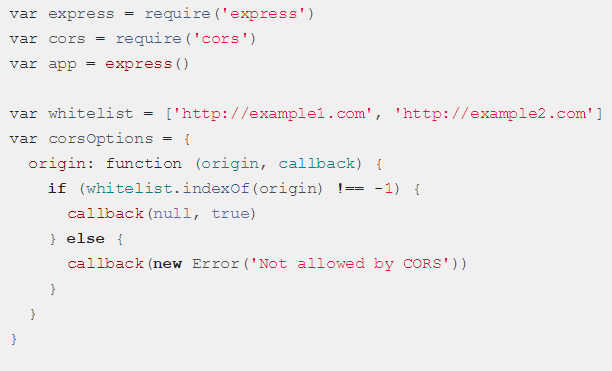 var express = require('express')
var cors = require('cors')
var app = express()

var whitelist = ['http://example1.com', 'http://example2.com']
var corsOptions = {
  origin: function (origin, callback) {
    if (whitelist.indexOf(origin) !== -1) {
      callback(null, true)
    } else {
      callback(new Error('Not allowed by CORS'))
    }
  }
}